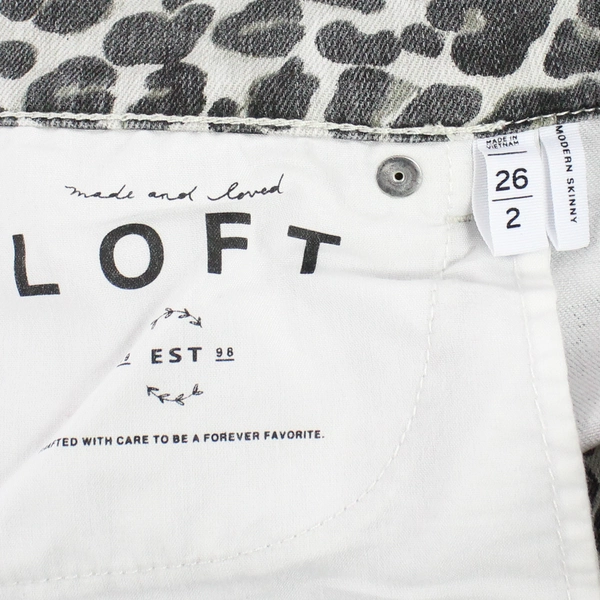 made and loved
LOFT
EST 98
CRAFTED WITH CARE TO BE A FOREVER FAVORITE.
MADE IN
VIETNAM
26
2
MODERN SKINNY